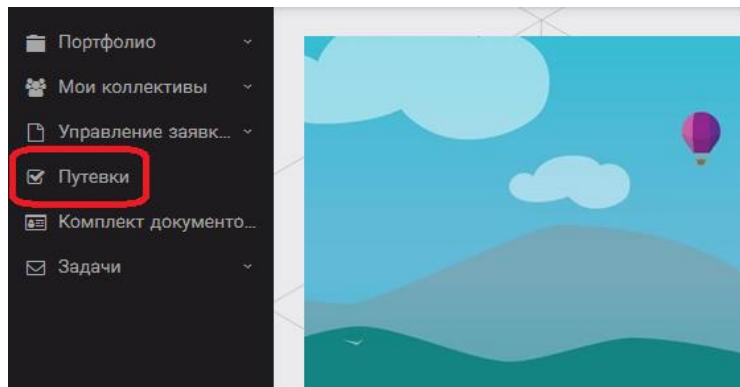 Портфолио
Мои коллективы
Управление заявк...
Путевки
Комплект документо...
Задачи